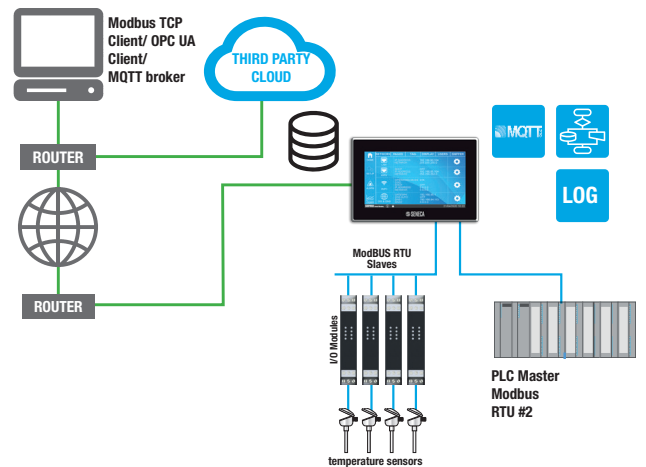 Modbus TCP
Client/ OPC UA
Client/
MQTT broker
THIRD PARTY
CLOUD
ROUTER
MQTT
LOG
SENECA
ROUTER
ModBUS RTU
Slaves
I/O Modules
PLC Master
Modbus
RTU #2
temperature sensors